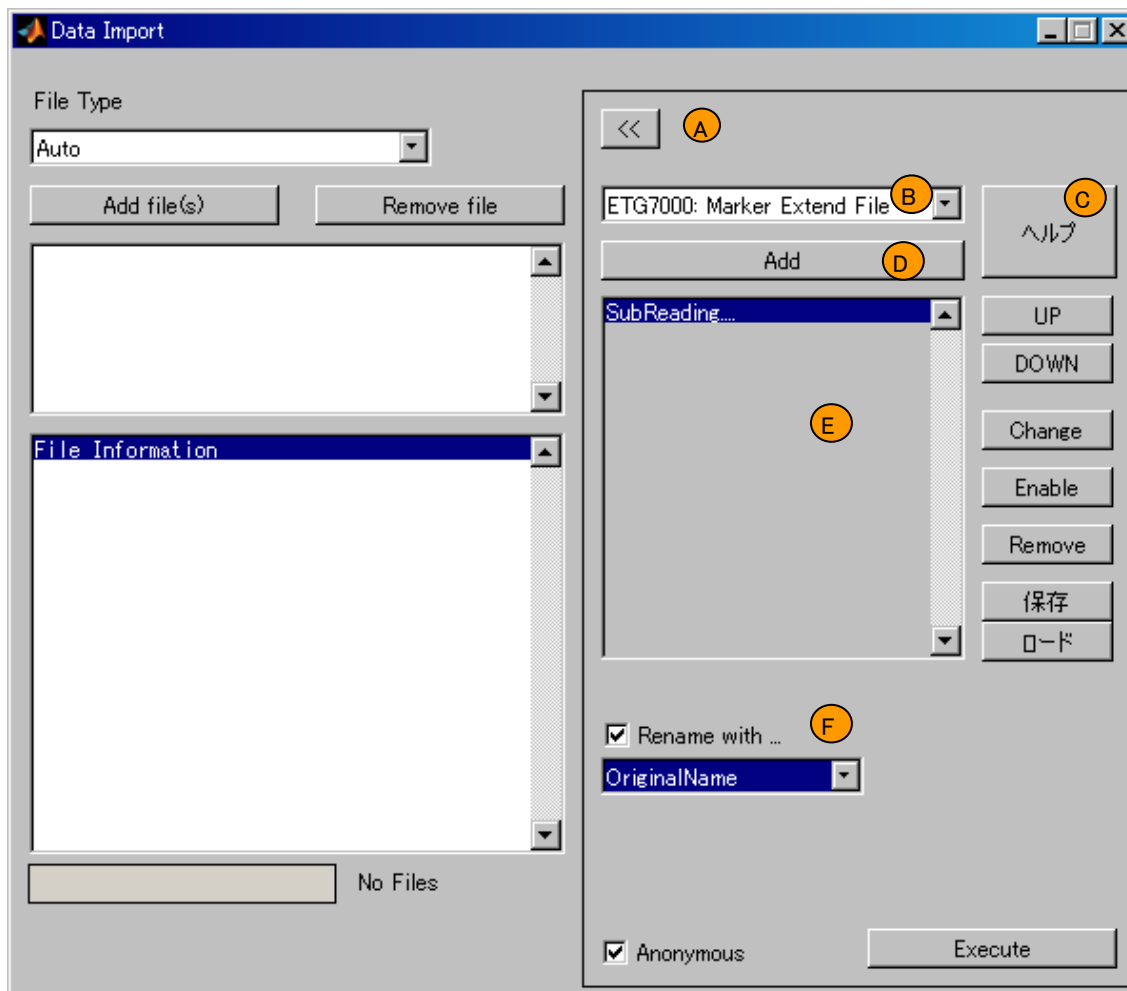 Data Import
File Type
Auto
Add file(s)
Remove file
File Information
No Files
<<
A
ETG7000: Marker Extend File
B
C
ヘルプ
Add
D
SubReading....
E
UP
DOWN
Change
Enable
Remove
保存
ロード
Rename with ...
F
OriginalName
Anonymous
Execute